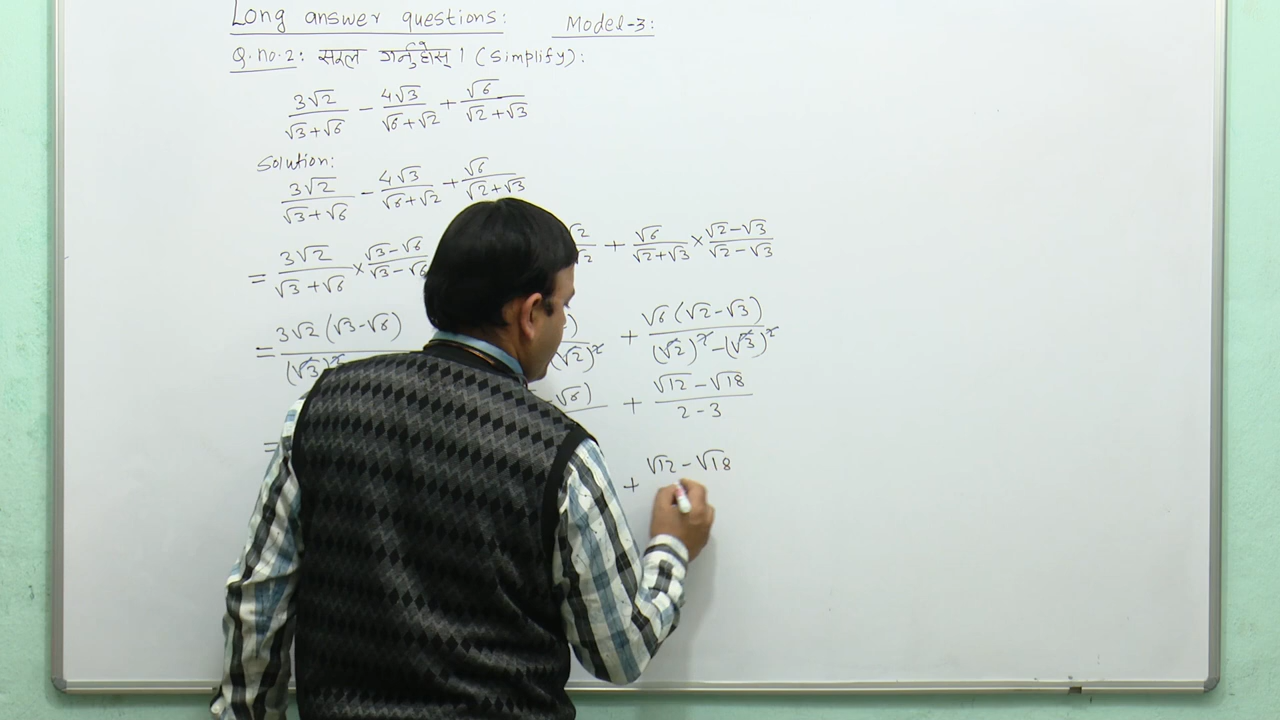 Long answer questions: Model-3:
Q.no.2: सरल गर्नुहोस् । (Simplify):
3√2/(√3+√6) − 4√3/(√6+√2) + √6/(√2+√3)
Solution:
3√2/(√3+√6) − 4√3/(√6+√2) + √6/(√2+√3)
= 3√2/(√3+√6) × (√3−√6)/(√3−√6) + √6/(√2+√3) × (√2−√3)/(√2−√3)
= 3√2(√3−√6)/(√3)² (√2)² + √6(√2−√3)/((√2)²−(√3)²)
−√6) + (√12−√18)/(2−3)
= + √12−√18